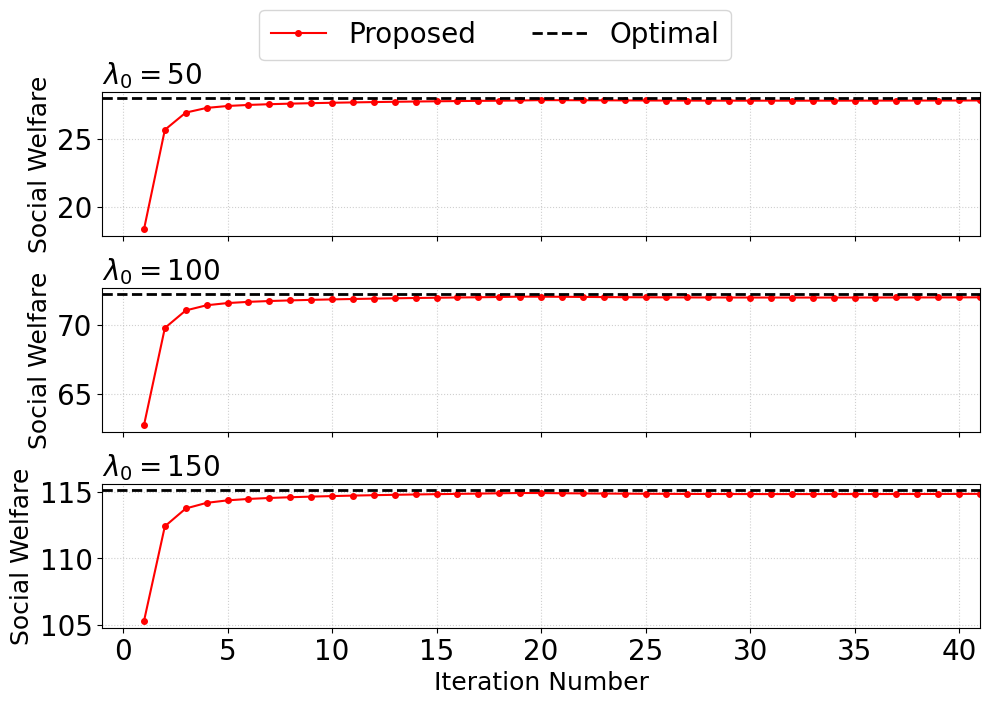 Proposed Optimal
λ₀ = 50
Social Welfare
25
20
λ₀ = 100
Social Welfare
70
65
λ₀ = 150
Social Welfare
115
110
105
0 5 10 15 20 25 30 35 40
Iteration Number